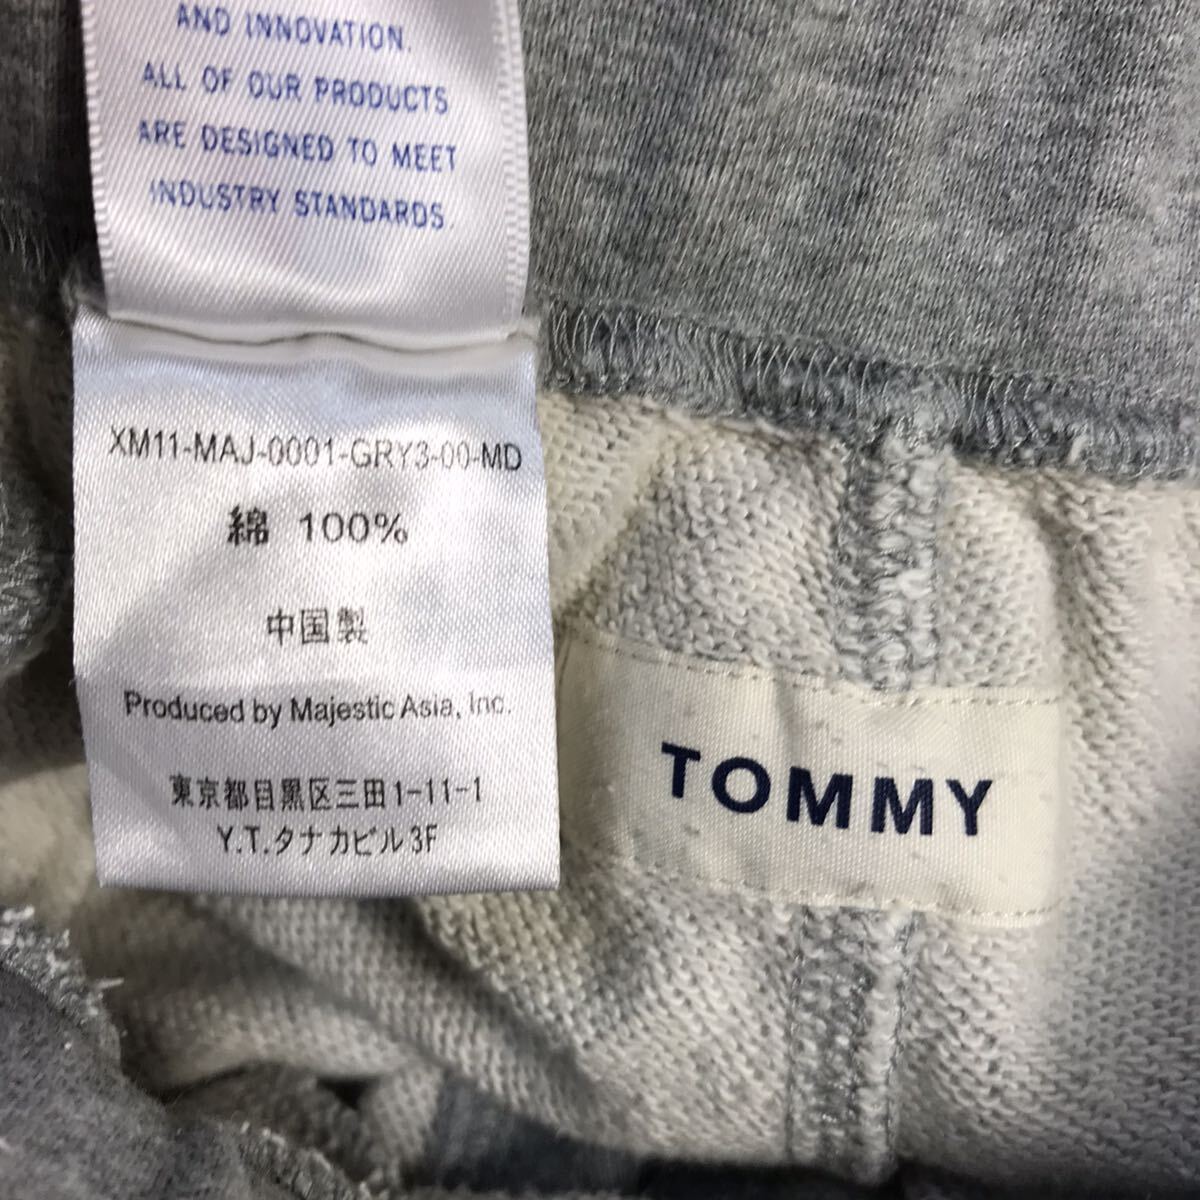 AND INNOVATION.
ALL OF OUR PRODUCTS
ARE DESIGNED TO MEET
INDUSTRY STANDARDS.
XM11-MAJ-0001-GRY3-00-MD
綿 100%
中国製
Produced by Majestic Asia, Inc.
東京都目黒区三田1-11-1
Y.T.タナカビル3F
TOMMY